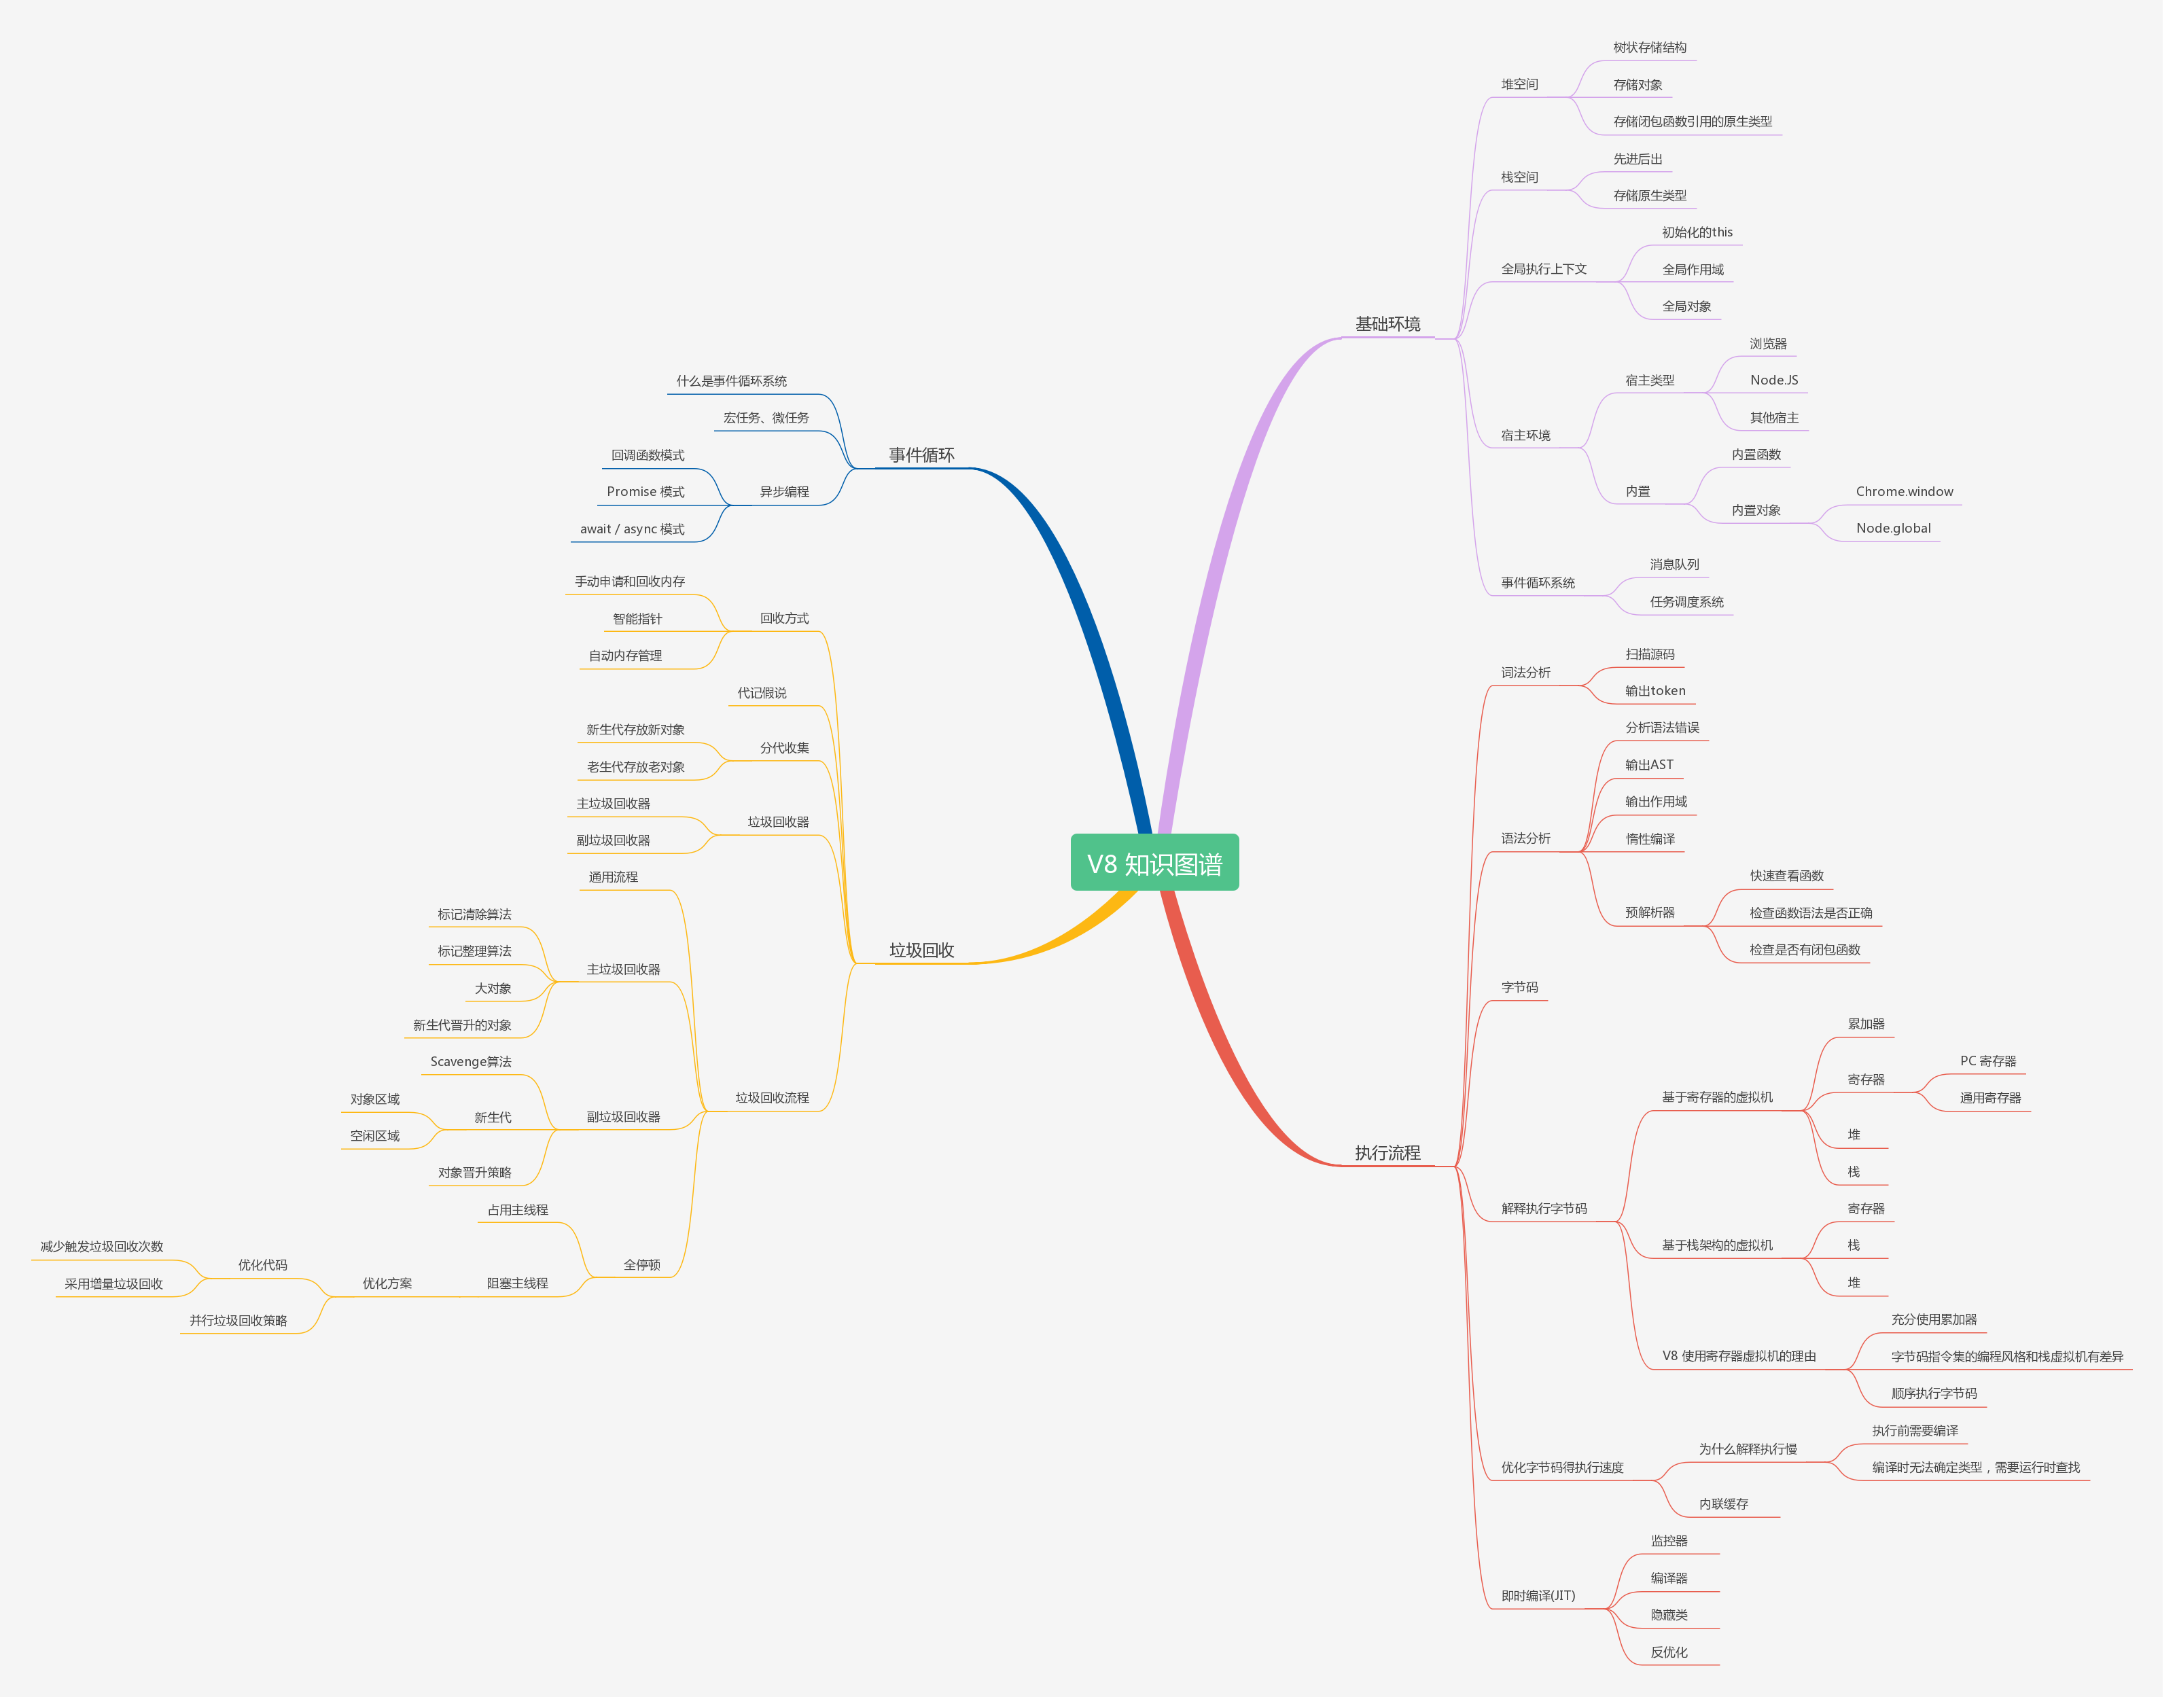 V8 知识图谱
基础环境
堆空间
树状存储结构
存储对象
存储闭包函数引用的原生类型
栈空间
先进后出
存储原生类型
全局执行上下文
初始化的this
全局作用域
全局对象
宿主环境
宿主类型
浏览器
Node.JS
其他宿主
内置
内置函数
内置对象
Chrome.window
Node.global
事件循环系统
消息队列
任务调度系统
执行流程
词法分析
扫描源码
输出token
语法分析
分析语法错误
输出AST
输出作用域
惰性编译
预解析器
快速查看函数
检查函数语法是否正确
检查是否有闭包函数
字节码
解释执行字节码
基于寄存器的虚拟机
累加器
寄存器
PC 寄存器
通用寄存器
堆
栈
基于栈架构的虚拟机
寄存器
栈
堆
V8 使用寄存器虚拟机的理由
充分使用累加器
字节码指令集的编程风格和栈虚拟机有差异
顺序执行字节码
优化字节码得执行速度
为什么解释执行慢
执行前需要编译
编译时无法确定类型，需要运行时查找
内联缓存
即时编译(JIT)
监控器
编译器
隐藏类
反优化
事件循环
什么是事件循环系统
宏任务、微任务
异步编程
回调函数模式
Promise 模式
await / async 模式
垃圾回收
回收方式
手动申请和回收内存
智能指针
自动内存管理
代记假说
分代收集
新生代存放新对象
老生代存放老对象
垃圾回收器
主垃圾回收器
副垃圾回收器
垃圾回收流程
通用流程
主垃圾回收器
标记清除算法
标记整理算法
大对象
新生代晋升的对象
副垃圾回收器
Scavenge算法
新生代
对象区域
空闲区域
对象晋升策略
全停顿
占用主线程
阻塞主线程
优化方案
优化代码
减少触发垃圾回收次数
采用增量垃圾回收
并行垃圾回收策略